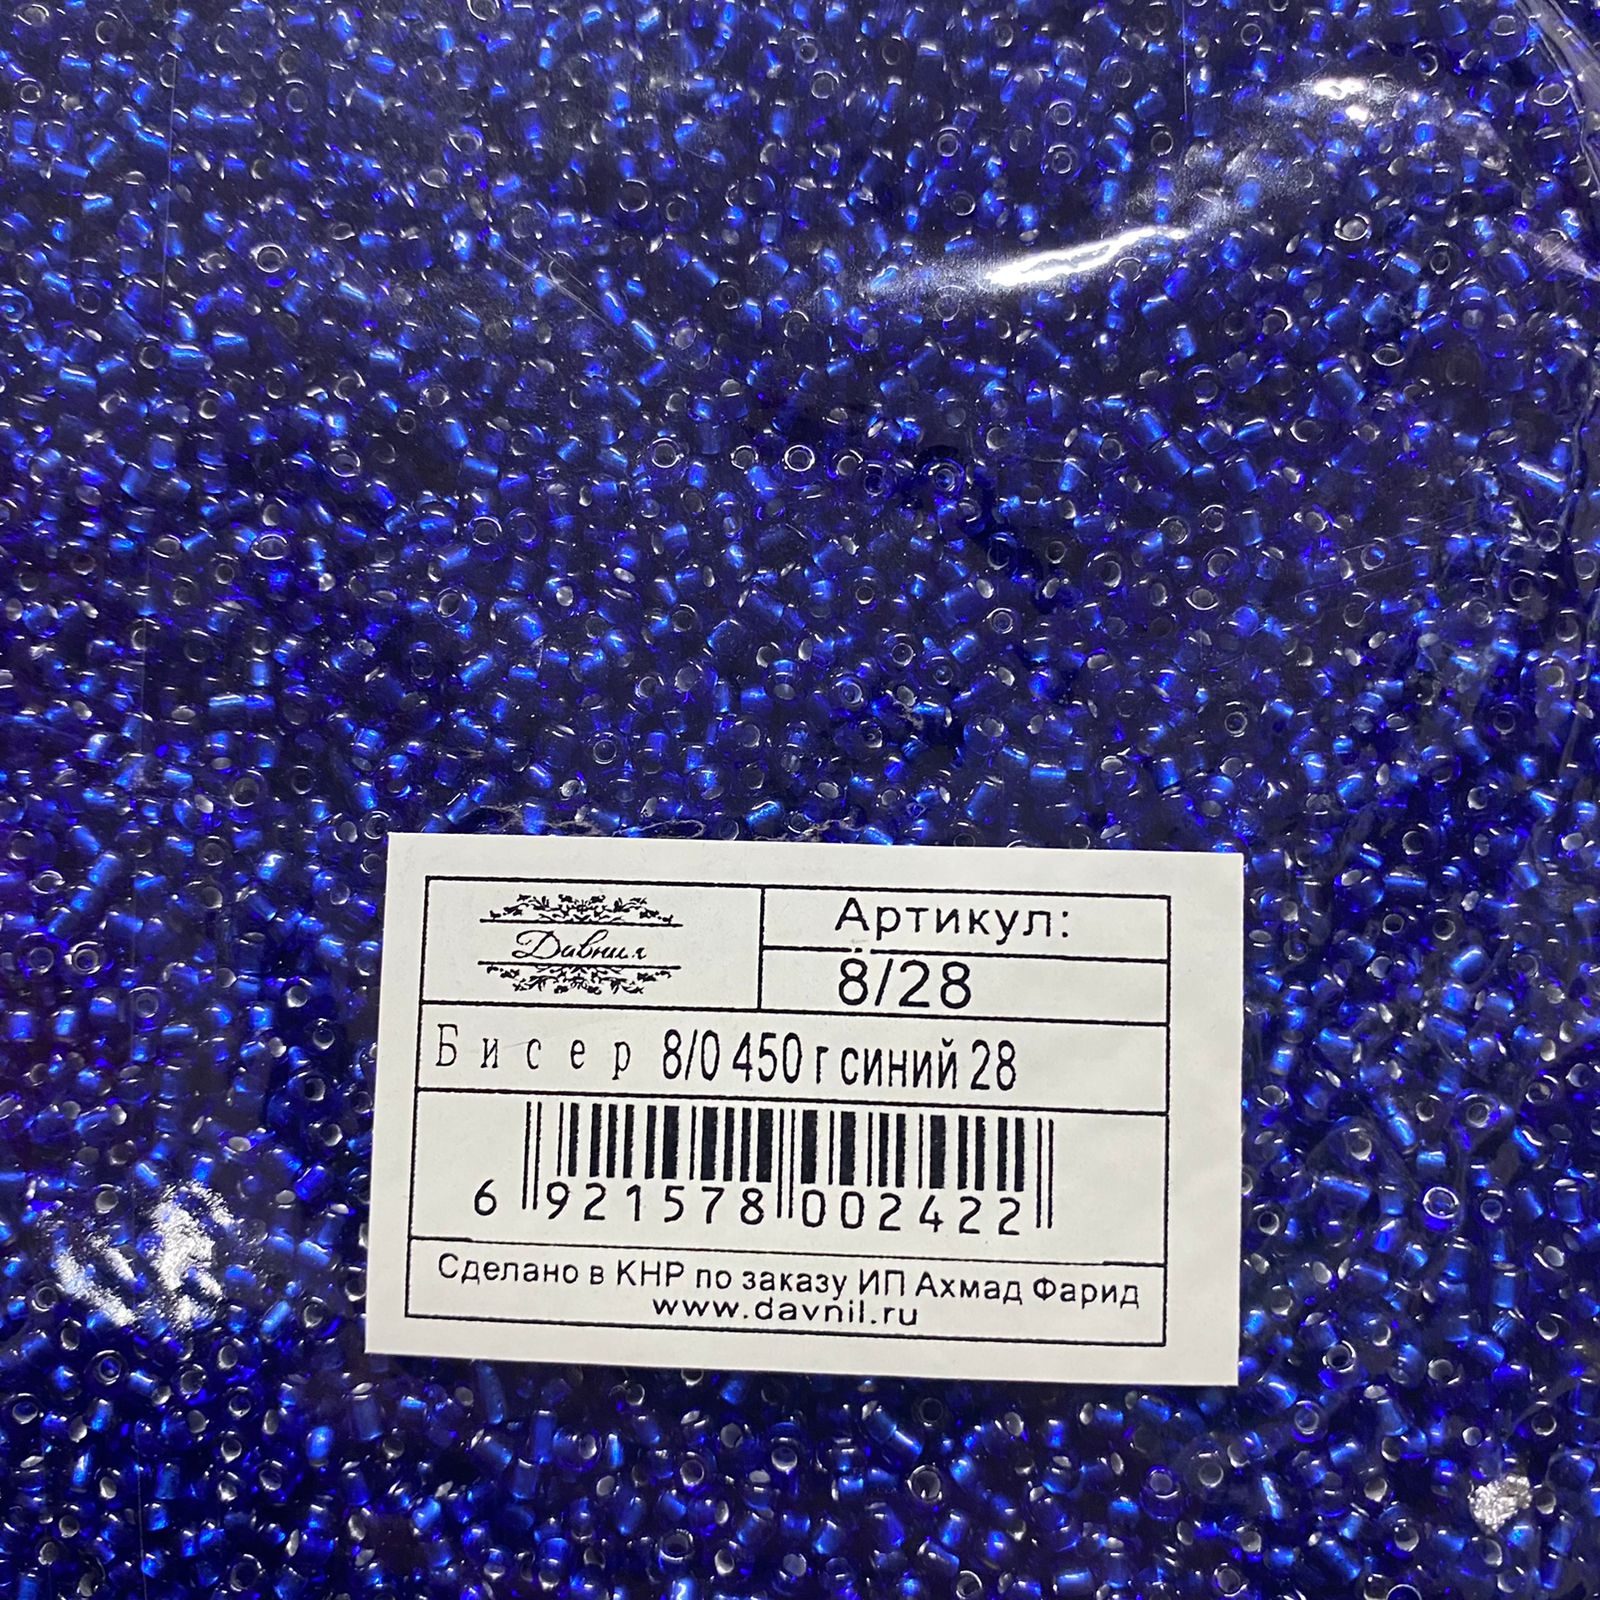 Давния
Артикул:
8/28
Бисер 8/0 450 г синий 28
6 921578 002422
Сделано в КНР по заказу ИП Ахмад Фарид
www.davnil.ru